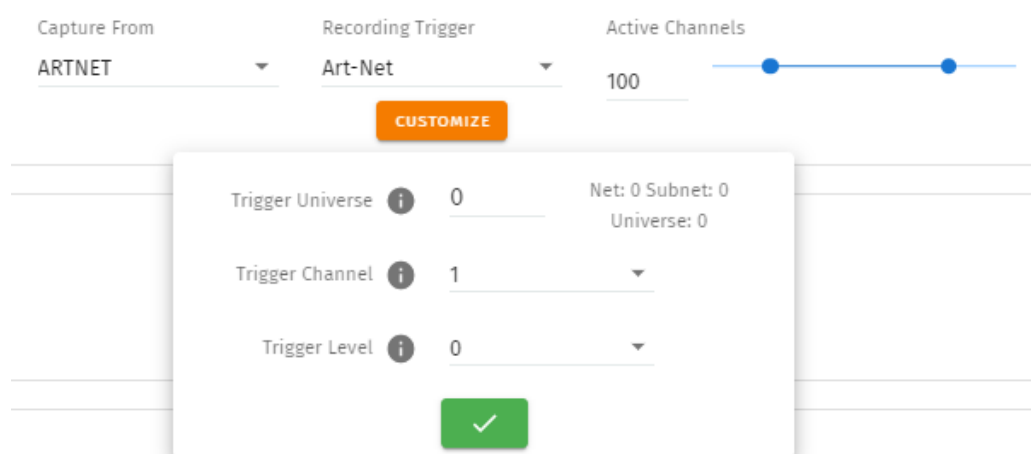 Capture From
Recording Trigger
Active Channels
ARTNET
Art-Net
100
CUSTOMIZE
Trigger Universe
0
Net: 0 Subnet: 0
Universe: 0
Trigger Channel
1
Trigger Level
0